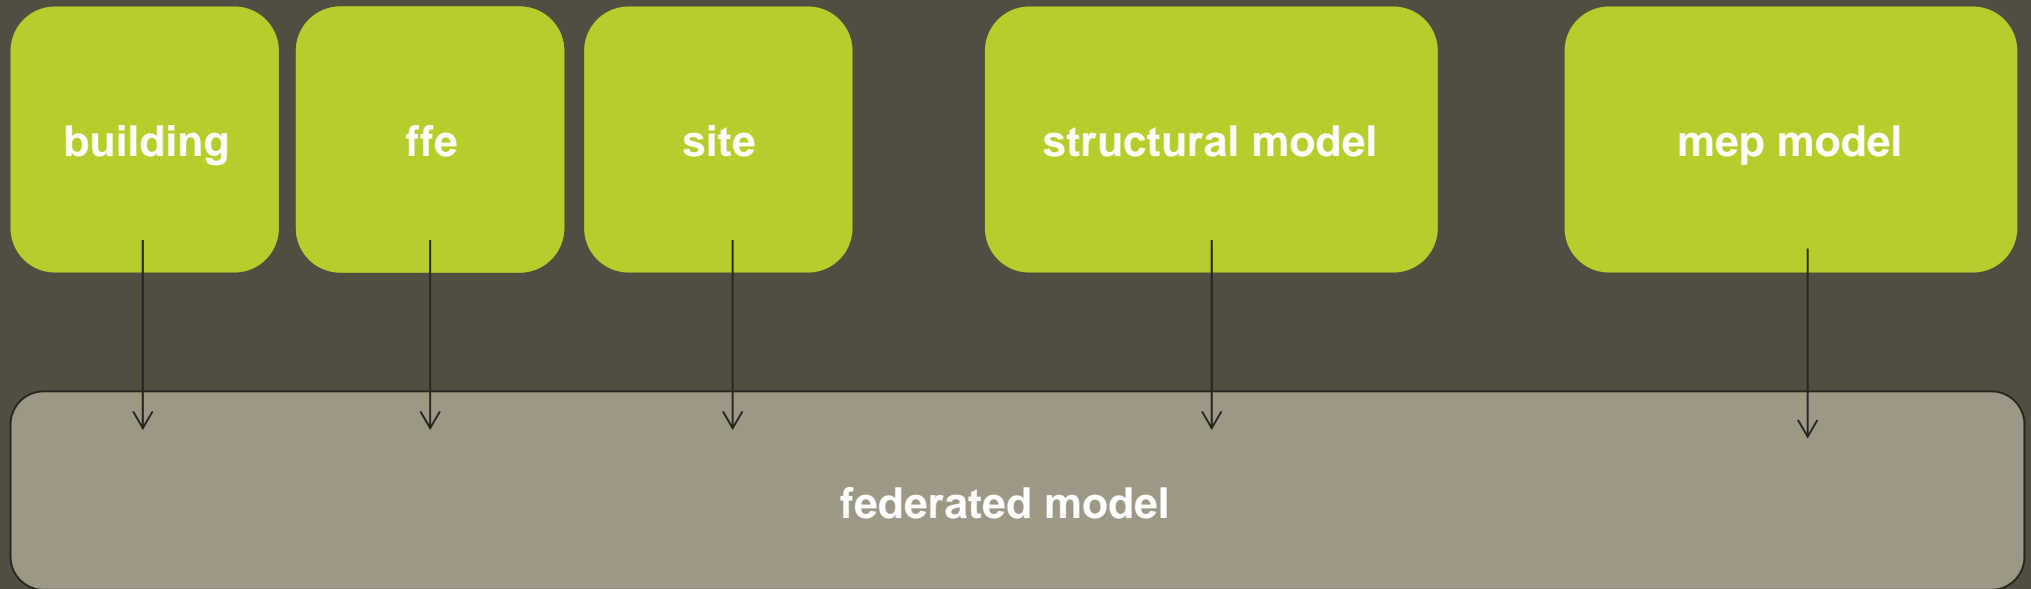 building
ffe
site
structural model
mep model
federated model